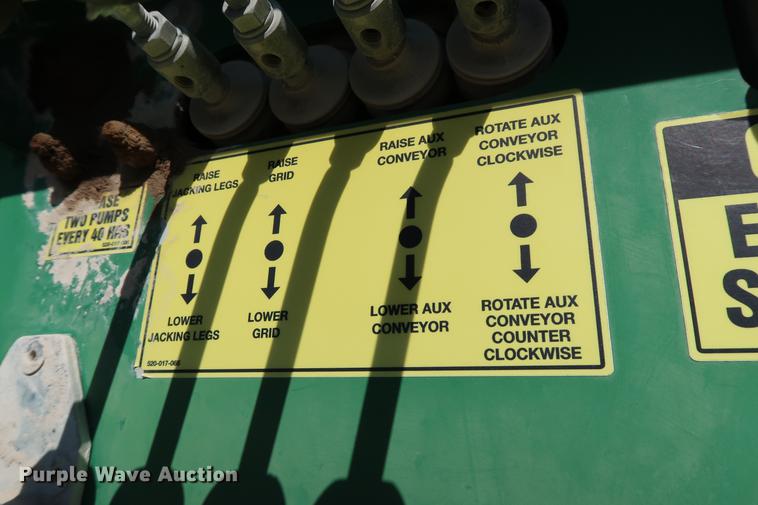 RAISE
JACKING LEGS
RAISE
GRID
RAISE AUX
CONVEYOR
ROTATE AUX
CONVEYOR
CLOCKWISE
LOWER
JACKING LEGS
LOWER
GRID
LOWER AUX
CONVEYOR
ROTATE AUX
CONVEYOR
COUNTER
CLOCKWISE
520-017-068
TWO PUMPS
EVERY 40 HRS
Purple Wave Auction